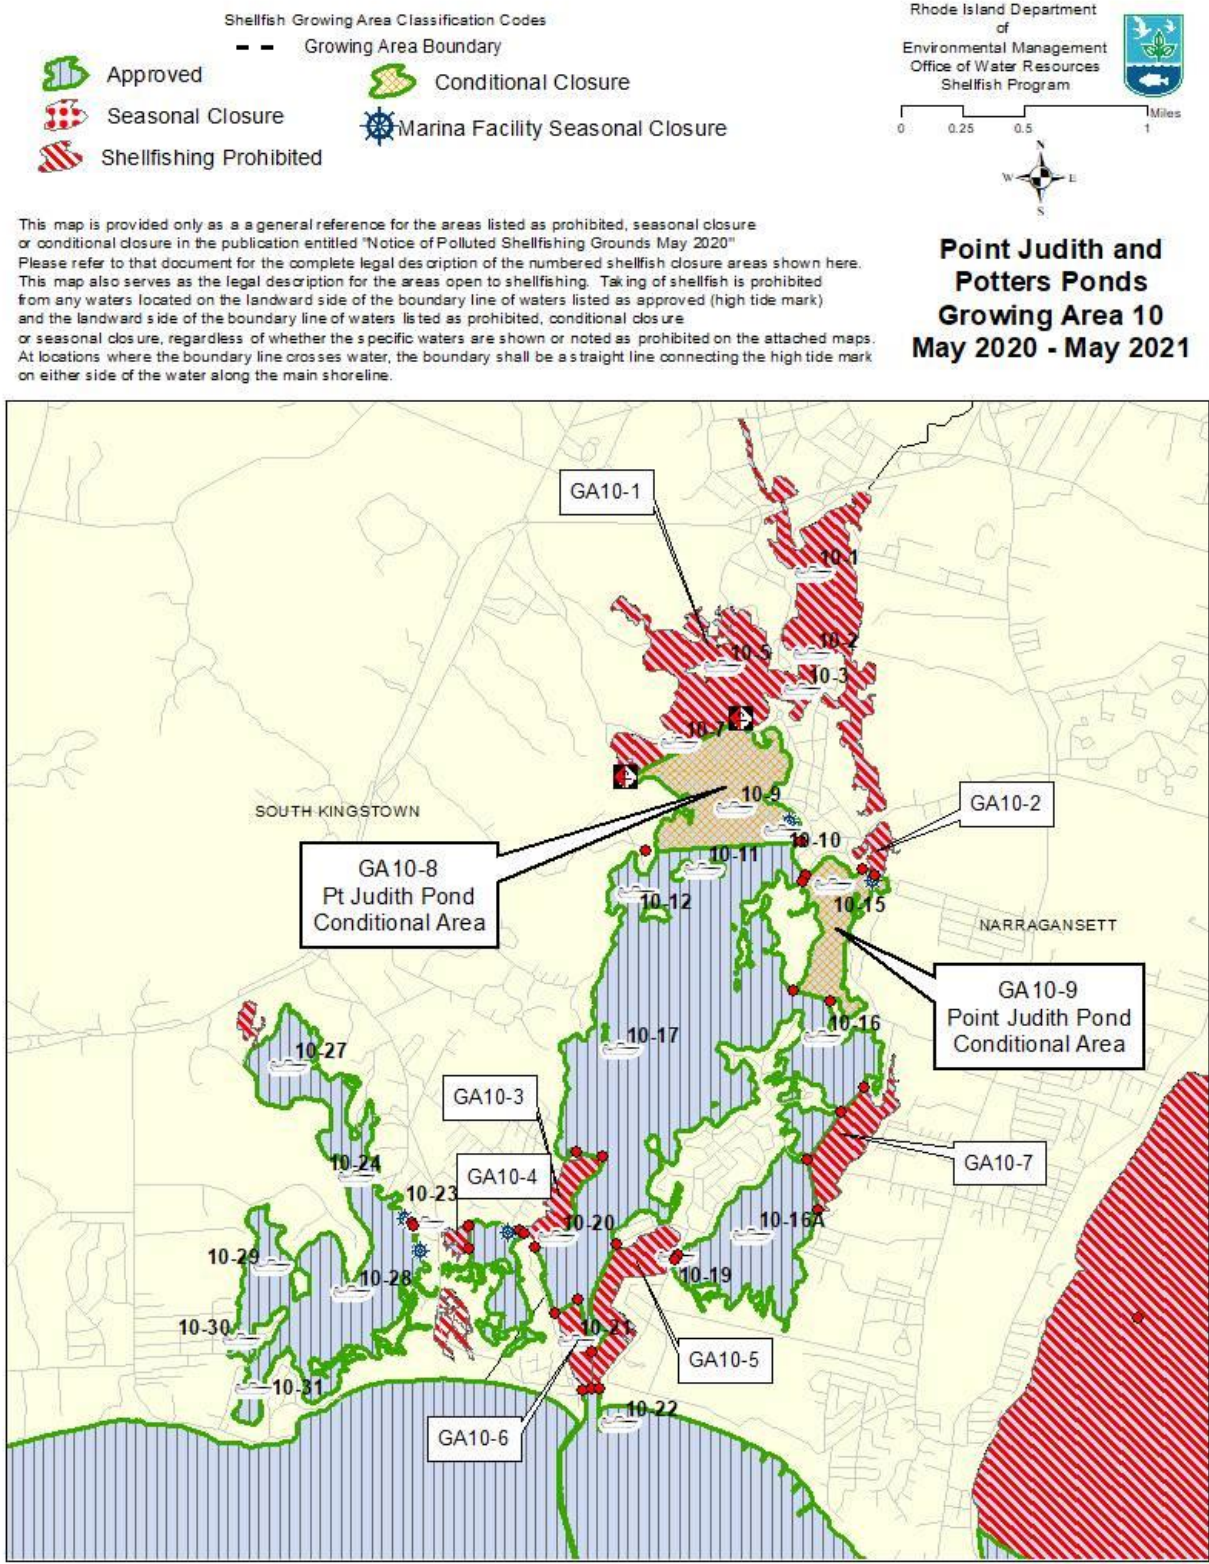 Shellfish Growing Area Classification Codes
Growing Area Boundary
Approved
Conditional Closure
Seasonal Closure
Marina Facility Seasonal Closure
Shellfishing Prohibited
Rhode Island Department
of
Environmental Management
Office of Water Resources
Shellfish Program
Miles
0 0.25 0.5 1
N
W E
S
This map is provided only as a a general reference for the areas listed as prohibited, seasonal closure
or conditional closure in the publication entitled "Notice of Polluted Shellfishing Grounds May 2020"
Please refer to that document for the complete legal description of the numbered shellfish closure areas shown here.
This map also serves as the legal description for the areas open to shellfishing. Taking of shellfish is prohibited
from any waters located on the landward side of the boundary line of waters listed as approved (high tide mark)
and the landward side of the boundary line of waters listed as prohibited, conditional closure
or seasonal closure, regardless of whether the specific waters are shown or noted as prohibited on the attached maps.
At locations where the boundary line crosses water, the boundary shall be a straight line connecting the high tide mark
on either side of the water along the main shoreline.
Point Judith and
Potters Ponds
Growing Area 10
May 2020 - May 2021
GA10-1
10-1
10-2
10-5
10-3
10-7
10-9
SOUTH KINGSTOWN
GA10-2
10-10
10-11
GA10-8
Pt Judith Pond
Conditional Area
10-12
10-15
NARRAGANSETT
GA10-9
Point Judith Pond
Conditional Area
10-16
10-17
10-27
GA10-3
GA10-4
GA10-7
10-24
10-23
10-20
10-16A
10-29
10-28
10-19
10-30
10-21
GA10-5
10-31
10-22
GA10-6